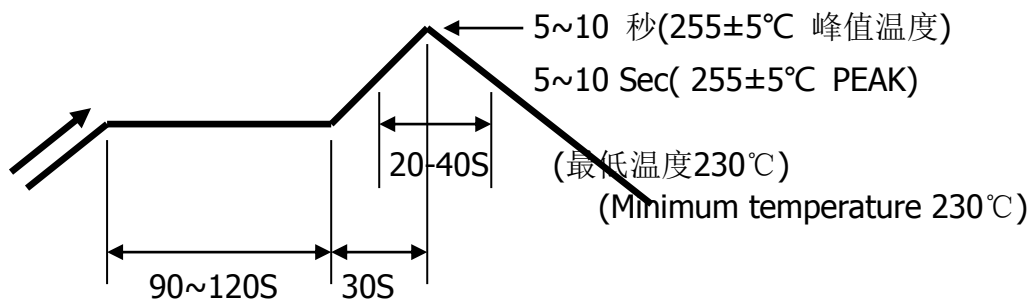 5~10 秒(255±5℃ 峰值温度)
5~10 Sec( 255±5℃ PEAK)
20-40S
(最低温度230℃)
(Minimum temperature 230℃)
90~120S
30S